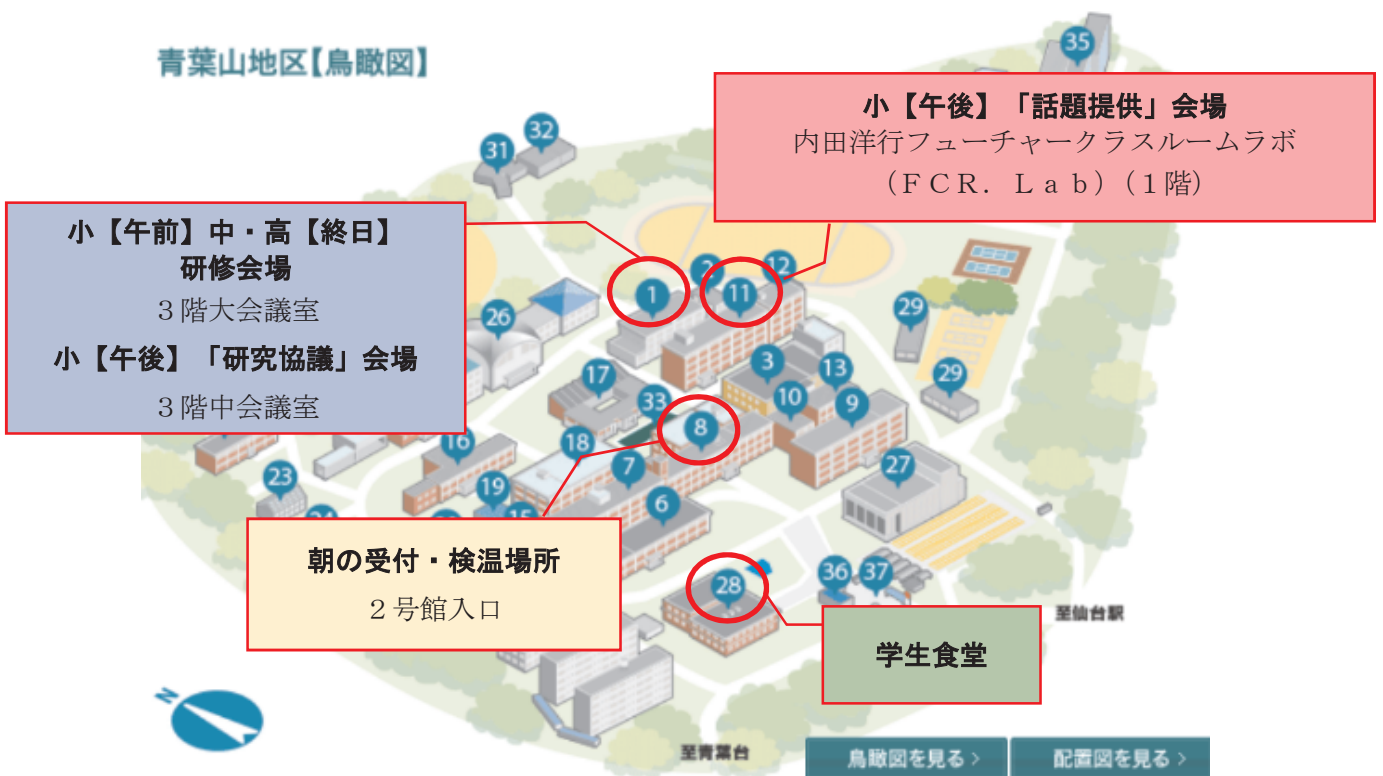 青葉山地区【鳥瞰図】
小【午後】「話題提供」会場
内田洋行フューチャークラスルームラボ
（ＦＣＲ．Ｌａｂ）（１階）
小【午前】中・高【終日】
研修会場
３階大会議室
小【午後】「研究協議」会場
３階中会議室
朝の受付・検温場所
２号館入口
学生食堂
35
32
31
1
2
11
12
26
29
17
3
13
29
33
10
9
8
16
18
7
27
23
19
6
15
28
36
37
至仙台駅
N
至青葉台
鳥瞰図を見る >
配置図を見る >